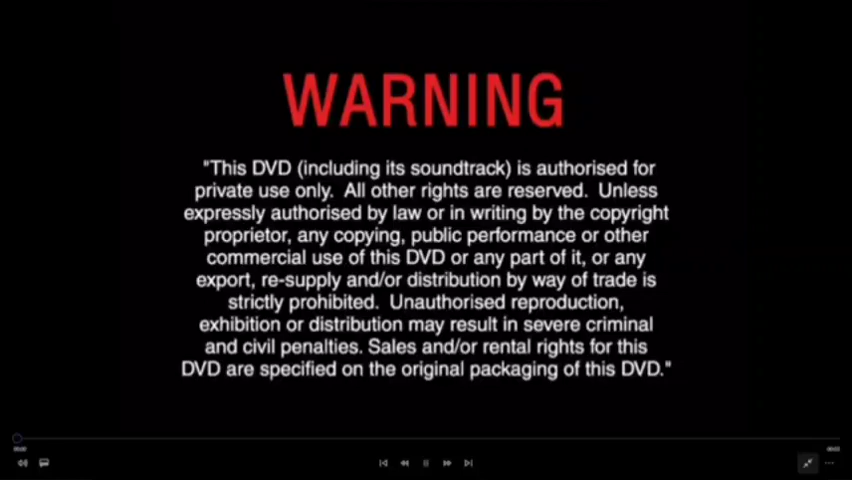 WARNING
"This DVD (including its soundtrack) is authorised for
private use only.  All other rights are reserved.  Unless
expressly authorised by law or in writing by the copyright
proprietor, any copying, public performance or other
commercial use of this DVD or any part of it, or any
export, re-supply and/or distribution by way of trade is
strictly prohibited.  Unauthorised reproduction,
exhibition or distribution may result in severe criminal
and civil penalties. Sales and/or rental rights for this
DVD are specified on the original packaging of this DVD."
00:00